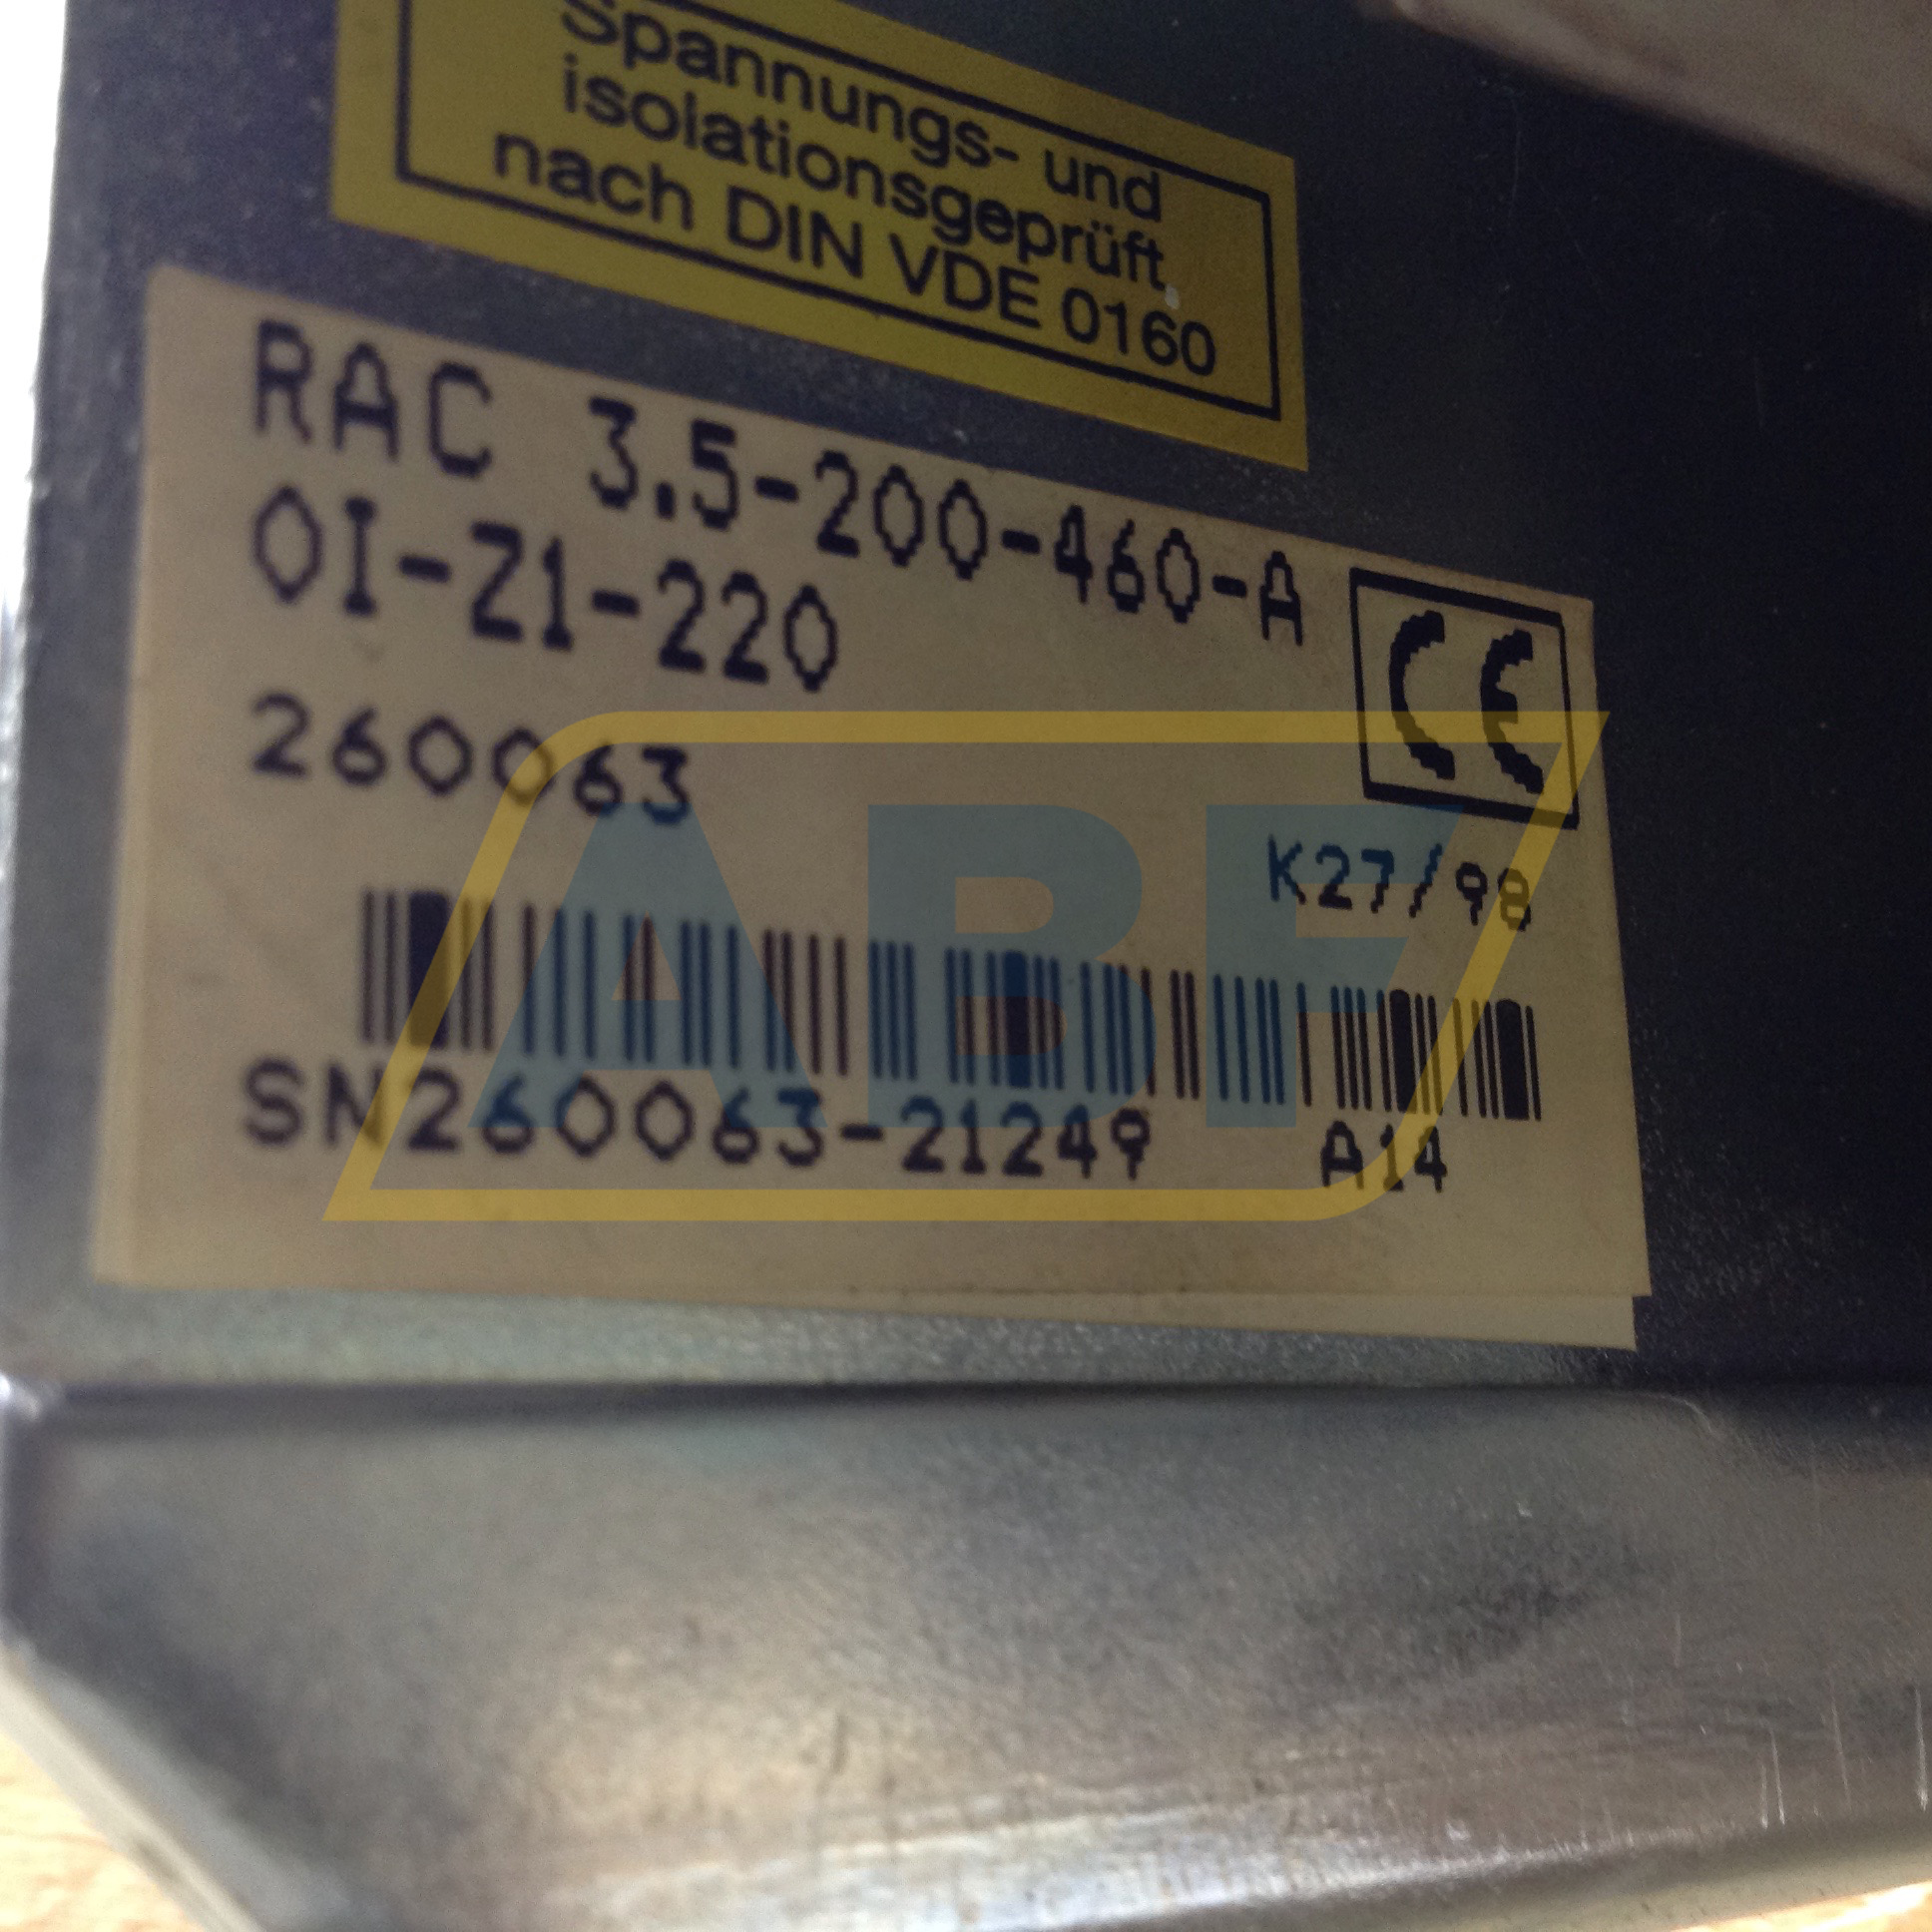 Spannungs- und
isolationsgeprüft
nach DIN VDE 0160
RAC 3.5-200-460-A
0I-Z1-220
CE
260063
K27/98
SN260063-21249 A14
ABF